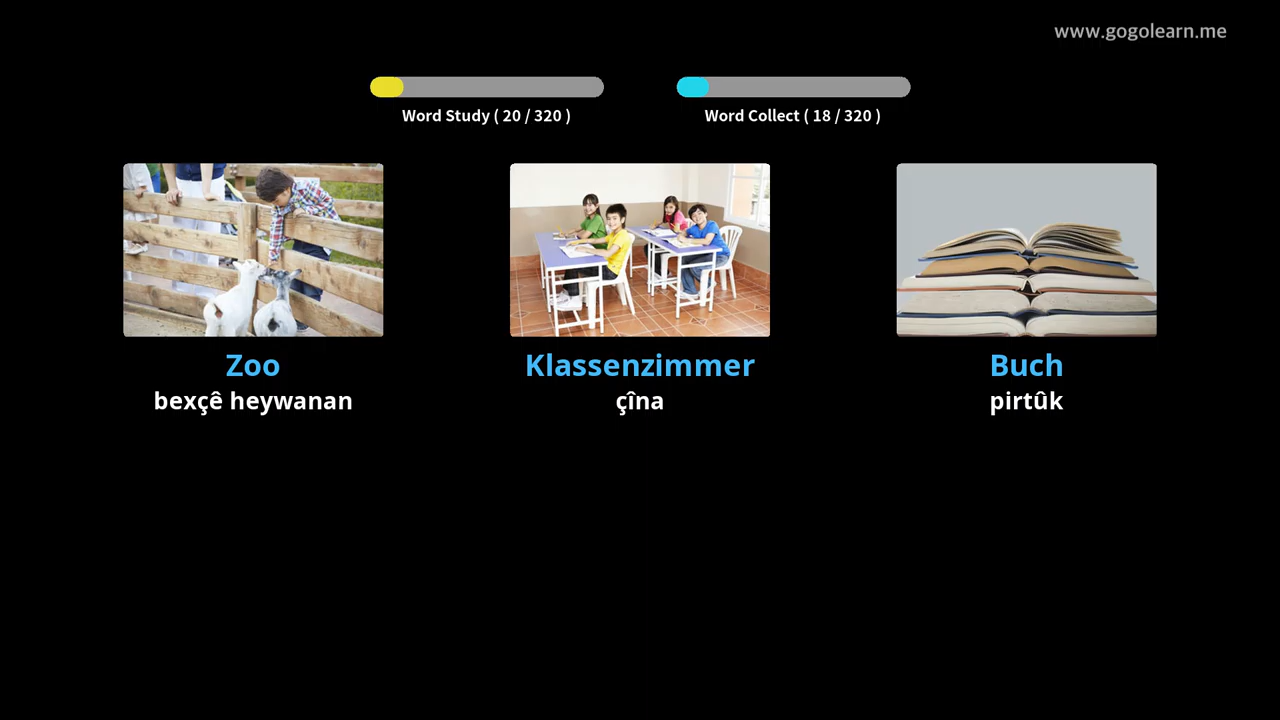 www.gogolearn.me
Word Study ( 20 / 320 )
Word Collect ( 18 / 320 )
Zoo
bexçê heywanan
Klassenzimmer
çîna
Buch
pirtûk